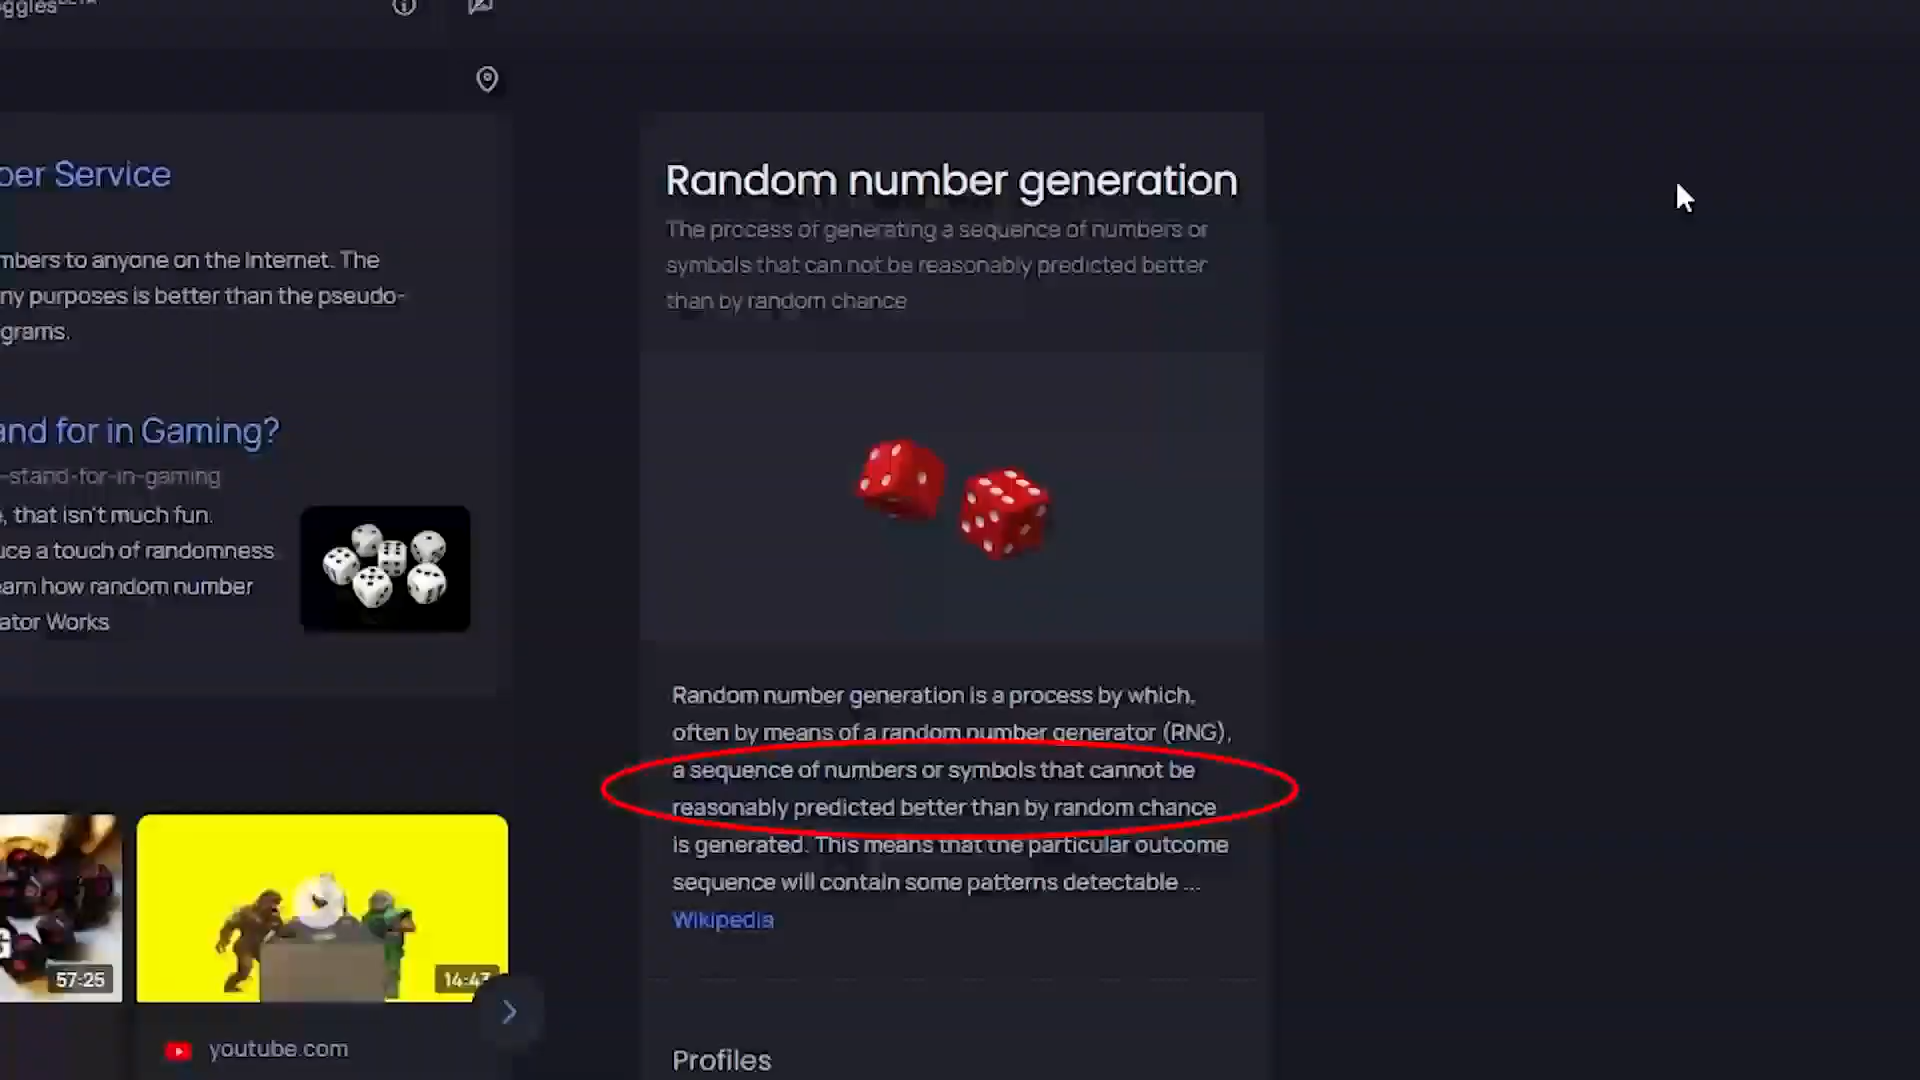 oggles BETA
ber Service
mbers to anyone on the Internet. The
ny purposes is better than the pseudo-
grams.
and for in Gaming?
-stand-for-in-gaming
, that isn't much fun.
uce a touch of randomness
earn how random number
ator Works
57:25
14:47
youtube.com
Random number generation
The process of generating a sequence of numbers or
symbols that can not be reasonably predicted better
than by random chance
Random number generation is a process by which,
often by means of a random number generator (RNG),
a sequence of numbers or symbols that cannot be
reasonably predicted better than by random chance
is generated. This means that the particular outcome
sequence will contain some patterns detectable ...
Wikipedia
Profiles